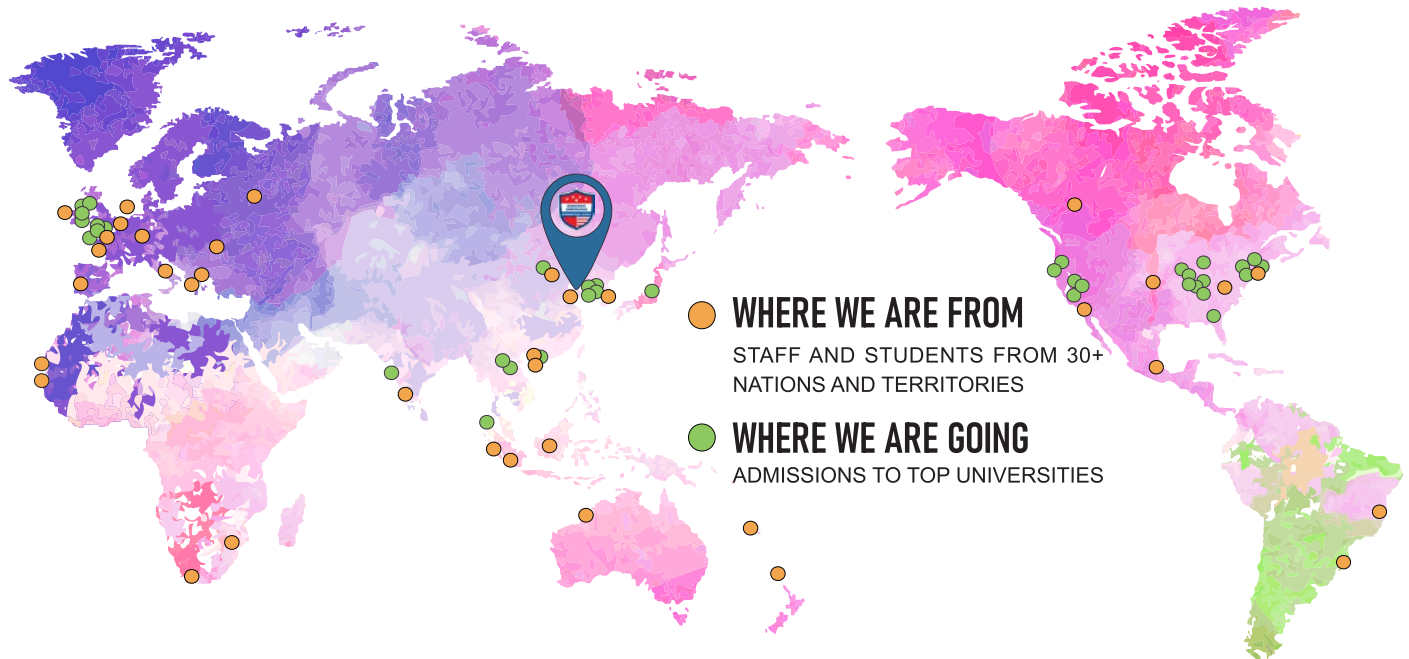 WHERE WE ARE FROM
STAFF AND STUDENTS FROM 30+
NATIONS AND TERRITORIES
WHERE WE ARE GOING
ADMISSIONS TO TOP UNIVERSITIES